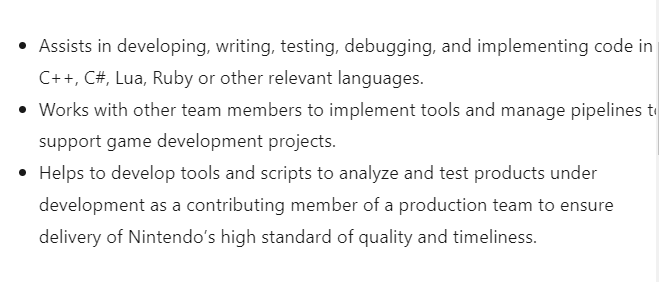 • Assists in developing, writing, testing, debugging, and implementing code in
C++, C#, Lua, Ruby or other relevant languages.
• Works with other team members to implement tools and manage pipelines
support game development projects.
• Helps to develop tools and scripts to analyze and test products under
development as a contributing member of a production team to ensure
delivery of Nintendo’s high standard of quality and timeliness.